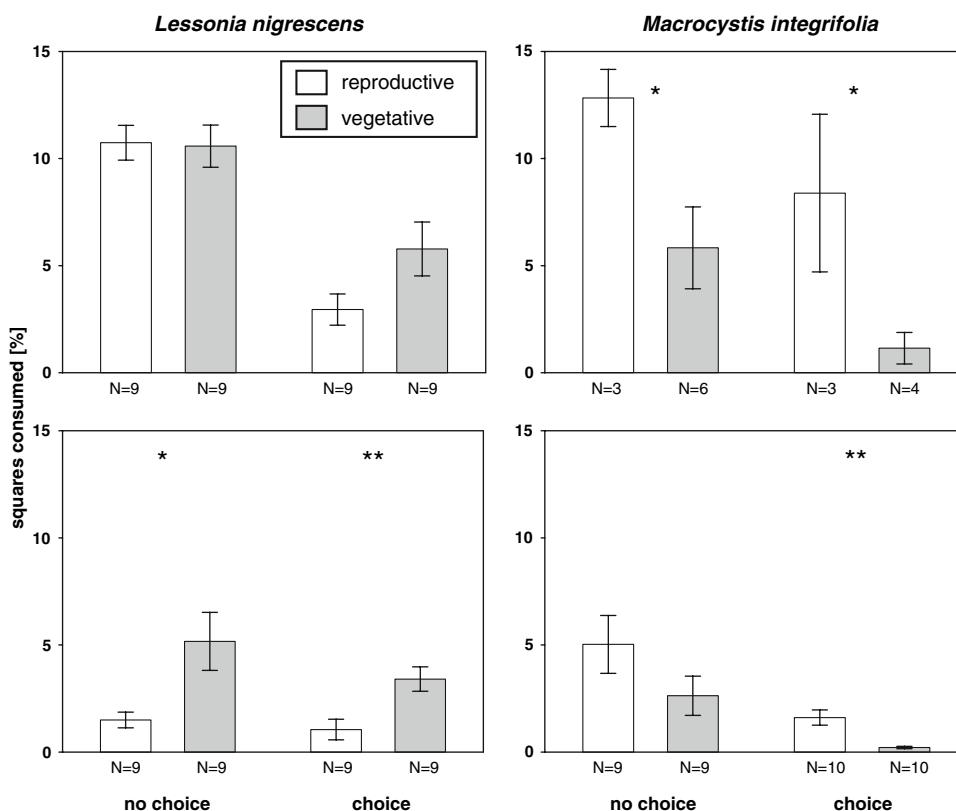 Lessonia nigrescens
Macrocystis integrifolia
squares consumed [%]
15
10
5
0
reproductive
vegetative
N=9 N=9 N=9 N=9
15
10
5
0
* *
N=3 N=6 N=3 N=4
15
10
5
0
* **
N=9 N=9 N=9 N=9
no choice choice
15
10
5
0
**
N=9 N=9 N=10 N=10
no choice choice